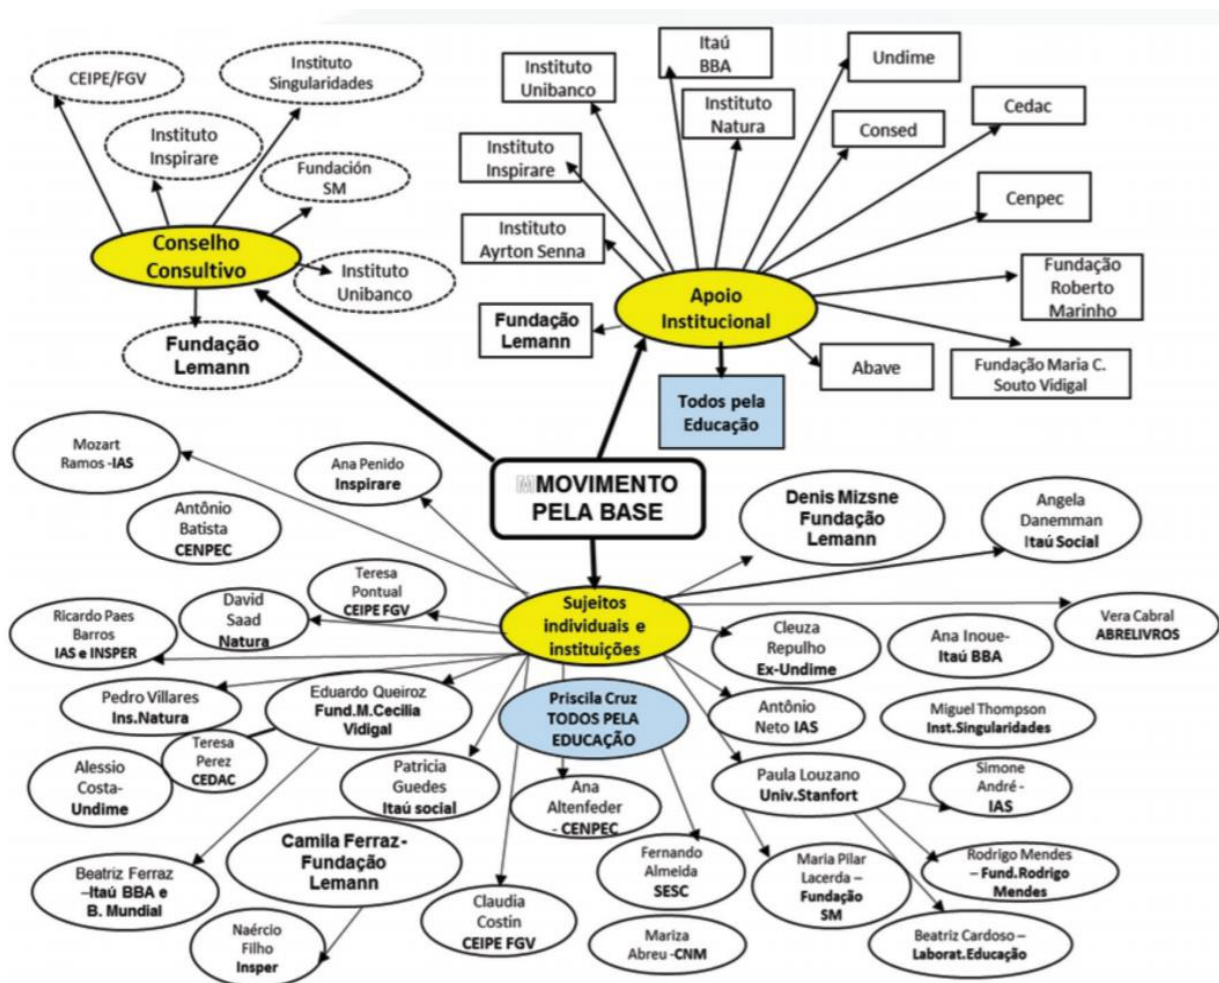 CEIPE/FGV
Instituto
Singularidades
Instituto
Inspirare
Fundación
SM
Conselho
Consultivo
Instituto
Unibanco
Fundação
Lemann
Itaú
BBA
Undime
Instituto
Unibanco
Instituto
Natura
Cedac
Consed
Instituto
Inspirare
Cenpec
Instituto
Ayrton Senna
Fundação
Roberto
Marinho
Apoio
Institucional
Fundação
Lemann
Abave
Fundação Maria C.
Souto Vidigal
Todos pela
Educação
MMOVIMENTO
PELA BASE
Mozart
Ramos -IAS
Ana Penido
Inspirare
Antônio
Batista
CENPEC
Denis Mizsne
Fundação
Lemann
Angela
Danemman
Itaú Social
Teresa
Pontual
CEIPE FGV
David
Saad
Natura
Ricardo Paes
Barros
IAS e INSPER
Sujeitos
individuais e
instituições
Cleuza
Repulho
Ex-Undime
Ana Inoue-
Itaú BBA
Vera Cabral
ABRELIVROS
Pedro Villares
Ins.Natura
Eduardo Queiroz
Fund.M.Cecilia
Vidigal
Priscila Cruz
TODOS PELA
EDUCAÇÃO
Antônio
Neto IAS
Miguel Thompson
Inst.Singularidades
Teresa
Perez
CEDAC
Alessio
Costa-
Undime
Patricia
Guedes
Itaú social
Ana
Altenfeder
- CENPEC
Paula Louzano
Univ.Stanfort
Simone
André -
IAS
Camila Ferraz-
Fundação
Lemann
Beatriz Ferraz
–Itaú BBA e
B. Mundial
Fernando
Almeida
SESC
Maria Pilar
Lacerda –
Fundação
SM
Rodrigo Mendes
– Fund.Rodrigo
Mendes
Claudia
Costin
CEIPE FGV
Naércio
Filho
Insper
Mariza
Abreu -CNM
Beatriz Cardoso –
Laborat.Educação